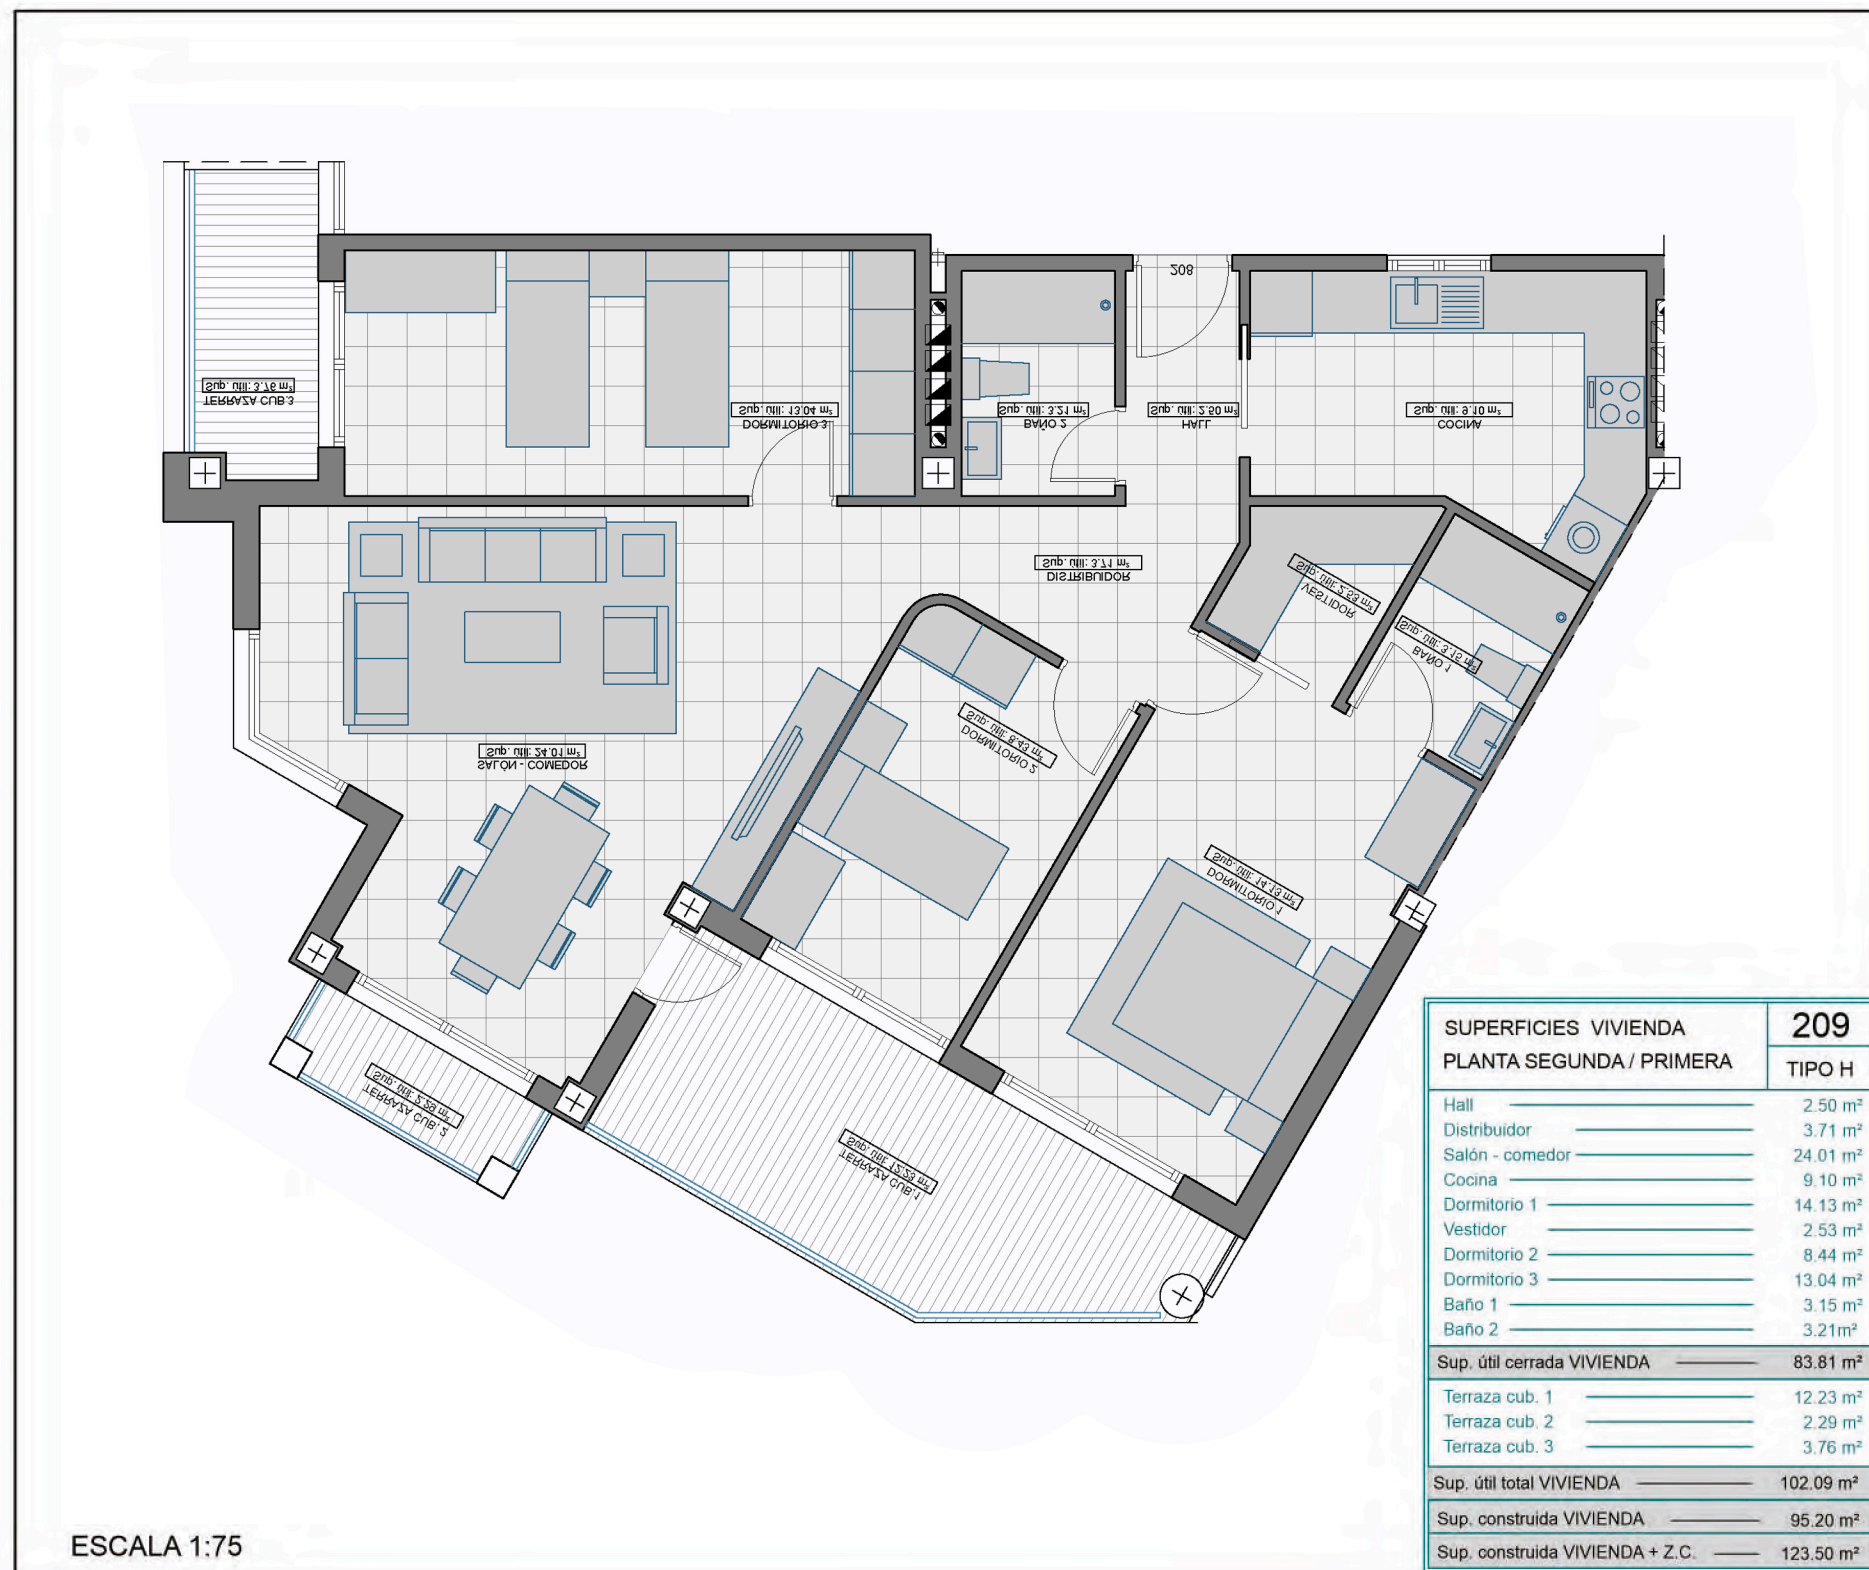 208
Sup. útil: 3.76 m²
TERRAZA CUB.3
Sup. útil: 13.04 m²
DORMITORIO 3
Sup. útil: 3.21 m²
BAÑO 2
Sup. útil: 2.50 m²
HALL
Sup. útil: 9.10 m²
COCINA
Sup. útil: 3.71 m²
DISTRIBUIDOR
Sup. útil: 2.53 m²
VESTIDOR
Sup. útil: 3.15 m²
BAÑO 1
Sup. útil: 24.01 m²
SALÓN - COMEDOR
Sup. útil: 8.43 m²
DORMITORIO 2
Sup. útil: 14.13 m²
DORMITORIO 1
Sup. útil: 2.29 m²
TERRAZA CUB. 2
Sup. útil: 12.23 m²
TERRAZA CUB.1
SUPERFICIES VIVIENDA 209
PLANTA SEGUNDA / PRIMERA TIPO H
Hall 2.50 m²
Distribuidor 3.71 m²
Salón - comedor 24.01 m²
Cocina 9.10 m²
Dormitorio 1 14.13 m²
Vestidor 2.53 m²
Dormitorio 2 8.44 m²
Dormitorio 3 13.04 m²
Baño 1 3.15 m²
Baño 2 3.21m²
Sup. útil cerrada VIVIENDA 83.81 m²
Terraza cub. 1 12.23 m²
Terraza cub. 2 2.29 m²
Terraza cub. 3 3.76 m²
Sup. útil total VIVIENDA 102.09 m²
Sup. construida VIVIENDA 95.20 m²
Sup. construida VIVIENDA + Z.C. 123.50 m²
ESCALA 1:75